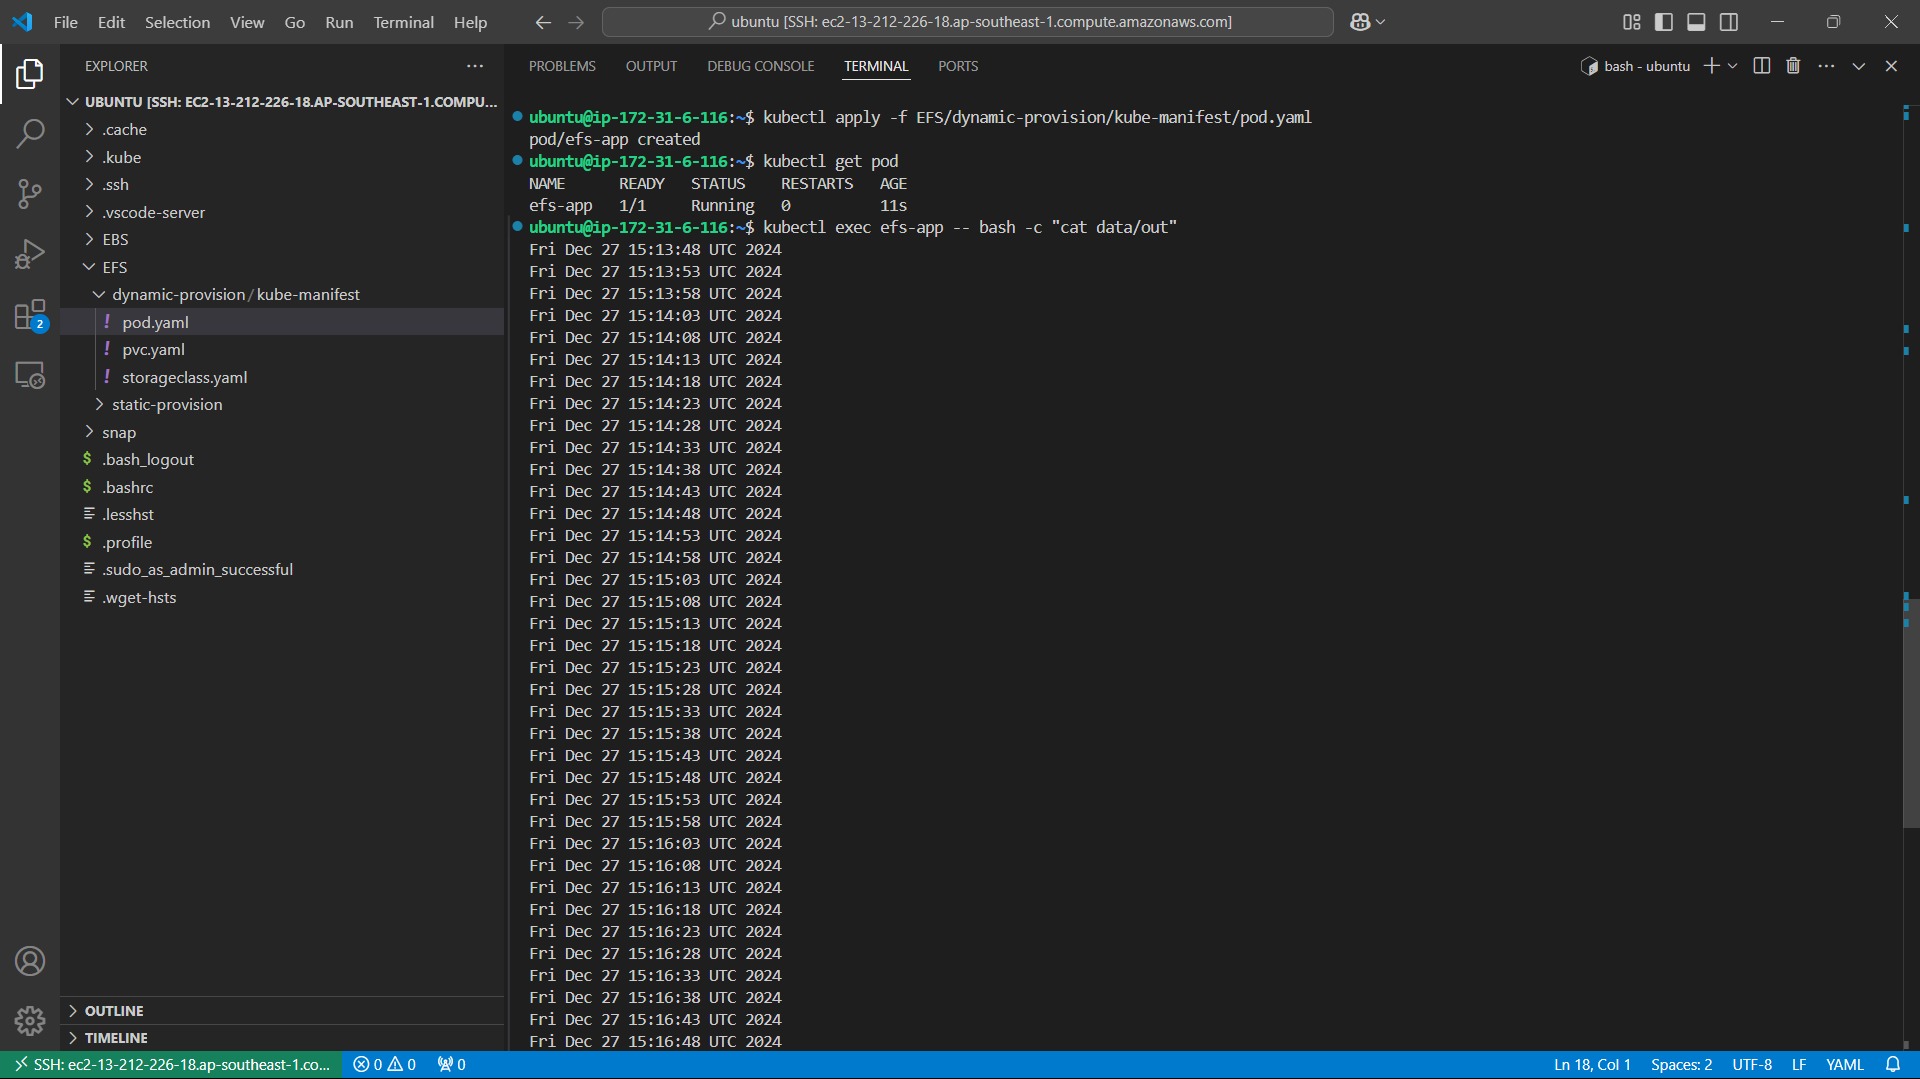 File Edit Selection View Go Run Terminal Help
ubuntu [SSH: ec2-13-212-226-18.ap-southeast-1.compute.amazonaws.com]
EXPLORER
UBUNTU [SSH: EC2-13-212-226-18.AP-SOUTHEAST-1.COMPU...
.cache
.kube
.ssh
.vscode-server
EBS
EFS
dynamic-provision / kube-manifest
! pod.yaml
! pvc.yaml
! storageclass.yaml
static-provision
snap
$ .bash_logout
$ .bashrc
.lesshst
$ .profile
.sudo_as_admin_successful
.wget-hsts
OUTLINE
TIMELINE
2
PROBLEMS OUTPUT DEBUG CONSOLE TERMINAL PORTS
bash - ubuntu
ubuntu@ip-172-31-6-116:~$ kubectl apply -f EFS/dynamic-provision/kube-manifest/pod.yaml
pod/efs-app created
ubuntu@ip-172-31-6-116:~$ kubectl get pod
NAME READY STATUS RESTARTS AGE
efs-app 1/1 Running 0 11s
ubuntu@ip-172-31-6-116:~$ kubectl exec efs-app -- bash -c "cat data/out"
Fri Dec 27 15:13:48 UTC 2024
Fri Dec 27 15:13:53 UTC 2024
Fri Dec 27 15:13:58 UTC 2024
Fri Dec 27 15:14:03 UTC 2024
Fri Dec 27 15:14:08 UTC 2024
Fri Dec 27 15:14:13 UTC 2024
Fri Dec 27 15:14:18 UTC 2024
Fri Dec 27 15:14:23 UTC 2024
Fri Dec 27 15:14:28 UTC 2024
Fri Dec 27 15:14:33 UTC 2024
Fri Dec 27 15:14:38 UTC 2024
Fri Dec 27 15:14:43 UTC 2024
Fri Dec 27 15:14:48 UTC 2024
Fri Dec 27 15:14:53 UTC 2024
Fri Dec 27 15:14:58 UTC 2024
Fri Dec 27 15:15:03 UTC 2024
Fri Dec 27 15:15:08 UTC 2024
Fri Dec 27 15:15:13 UTC 2024
Fri Dec 27 15:15:18 UTC 2024
Fri Dec 27 15:15:23 UTC 2024
Fri Dec 27 15:15:28 UTC 2024
Fri Dec 27 15:15:33 UTC 2024
Fri Dec 27 15:15:38 UTC 2024
Fri Dec 27 15:15:43 UTC 2024
Fri Dec 27 15:15:48 UTC 2024
Fri Dec 27 15:15:53 UTC 2024
Fri Dec 27 15:15:58 UTC 2024
Fri Dec 27 15:16:03 UTC 2024
Fri Dec 27 15:16:08 UTC 2024
Fri Dec 27 15:16:13 UTC 2024
Fri Dec 27 15:16:18 UTC 2024
Fri Dec 27 15:16:23 UTC 2024
Fri Dec 27 15:16:28 UTC 2024
Fri Dec 27 15:16:33 UTC 2024
Fri Dec 27 15:16:38 UTC 2024
Fri Dec 27 15:16:43 UTC 2024
Fri Dec 27 15:16:48 UTC 2024
SSH: ec2-13-212-226-18.ap-southeast-1.co... 0 0 0 Ln 18, Col 1 Spaces: 2 UTF-8 LF YAML